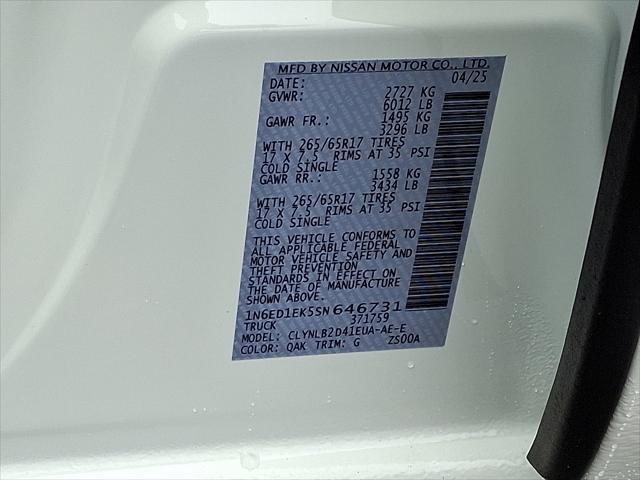 MFD BY NISSAN MOTOR CO., LTD.
DATE: 04/25
GVWR: 2727 KG
6012 LB
GAWR FR.: 1495 KG
3296 LB
WITH 265/65R17 TIRES
17 X 7.5 RIMS AT 35 PSI
COLD SINGLE
GAWR RR.: 1558 KG
3434 LB
WITH 265/65R17 TIRES
17 X 7.5 RIMS AT 35 PSI
COLD SINGLE
THIS VEHICLE CONFORMS TO
ALL APPLICABLE FEDERAL
MOTOR VEHICLE SAFETY AND
THEFT PREVENTION
STANDARDS IN EFFECT ON
THE DATE OF MANUFACTURE
SHOWN ABOVE.
1N6ED1EK5SN646731
TRUCK 371759
MODEL: CLYNLB2D41EUA-AE-E
COLOR: QAK TRIM: G ZS00A